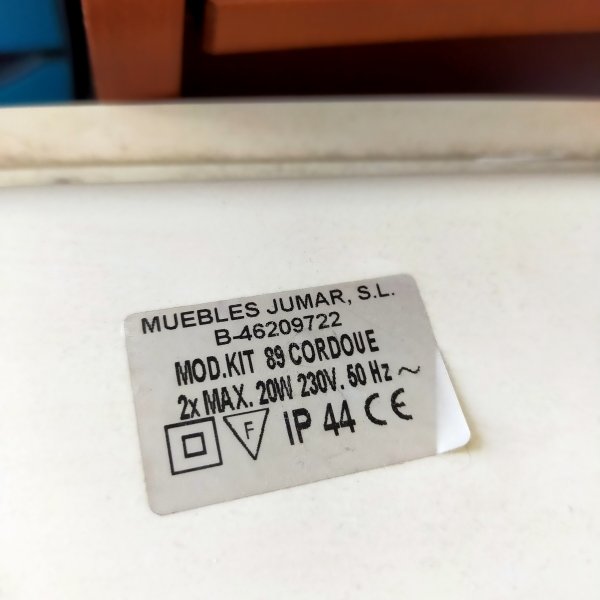 MUEBLES JUMAR, S.L.
B-46209722
MOD.KIT 89 CORDOUE
2x MAX. 20W 230V. 50 Hz ~
F IP 44 CE